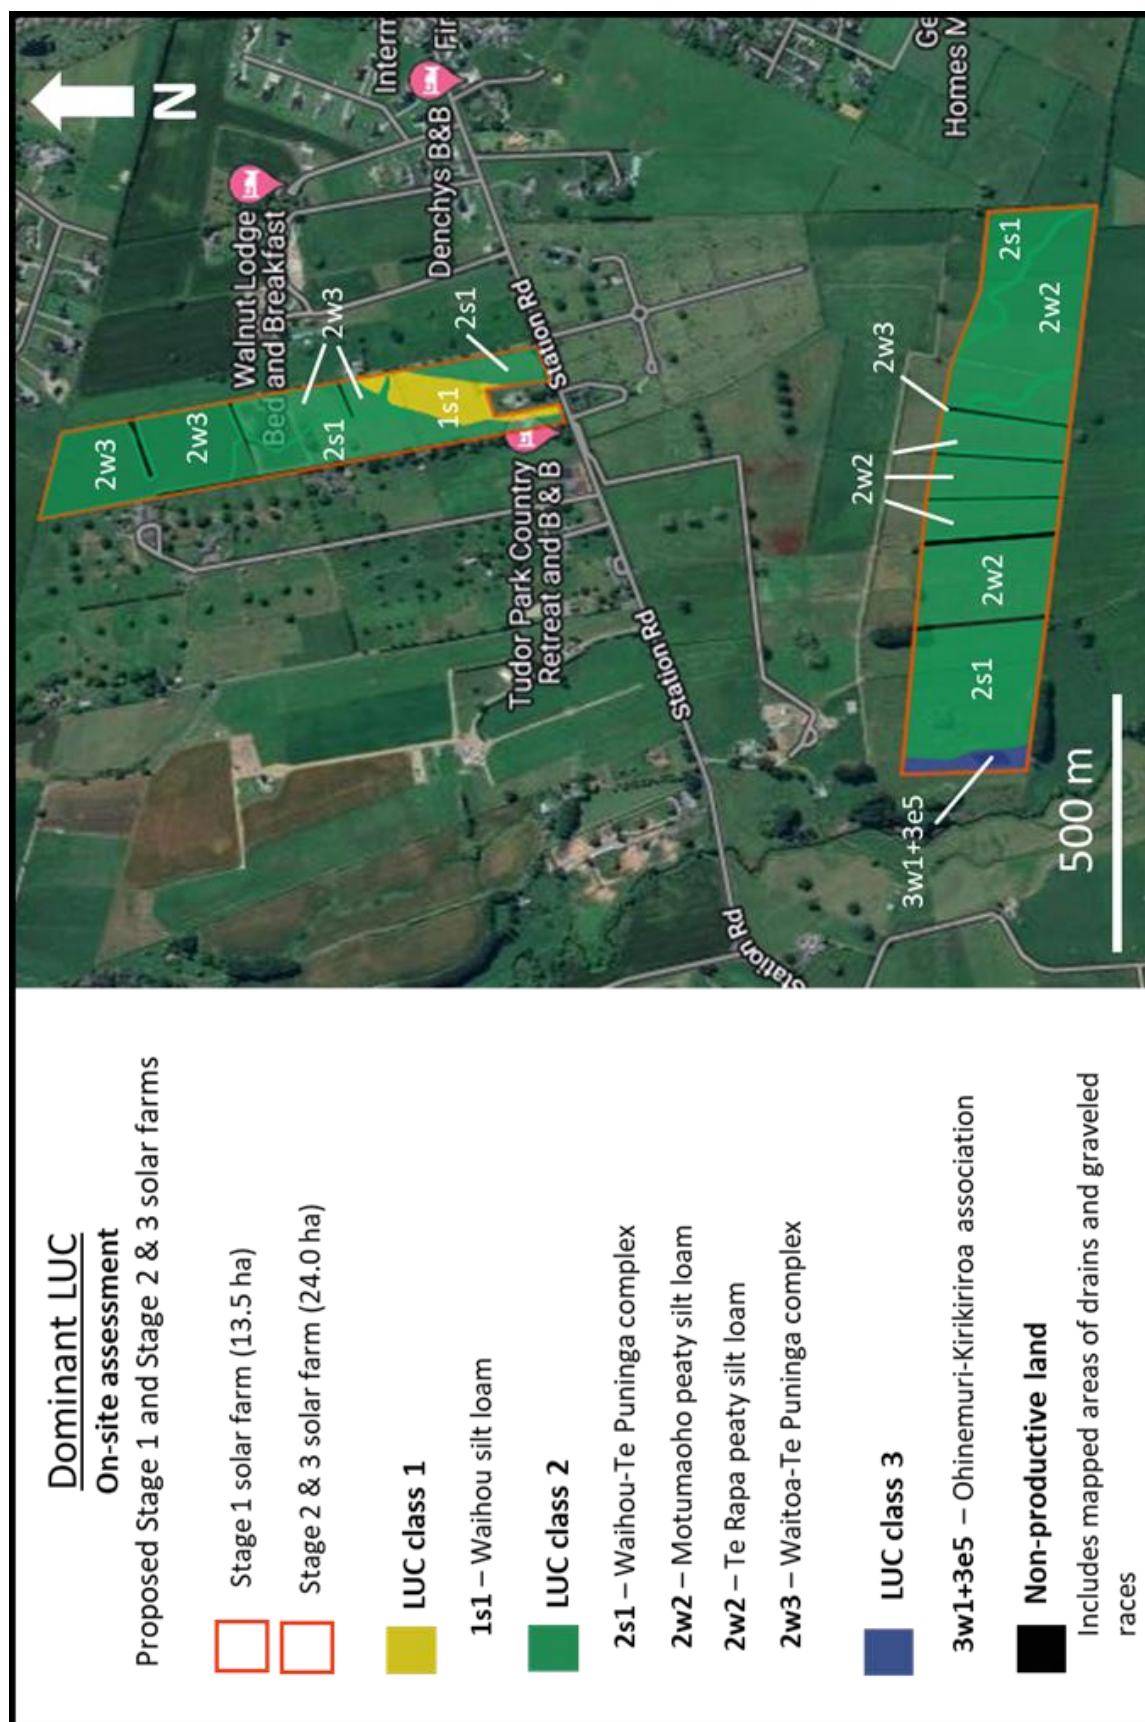 Dominant LUC
On-site assessment
Proposed Stage 1 and Stage 2 & 3 solar farms
Stage 1 solar farm (13.5 ha)
Stage 2 & 3 solar farm (24.0 ha)
LUC class 1
1s1 – Waihou silt loam
LUC class 2
2s1 – Waihou-Te Puninga complex
2w2 – Motumaoho peaty silt loam
2w2 – Te Rapa peaty silt loam
2w3 – Waitoa-Te Puninga complex
LUC class 3
3w1+3e5 – Ohinemuri-Kirikiriroa association
Non-productive land
Includes mapped areas of drains and graveled
races
N
Interm
Fir
Denchys B&B
Walnut Lodge
Bed and Breakfast
2w3
2w3
2w3
2s1
2s1
1s1
Station Rd
Tudor Park Country
Retreat and B & B
Station Rd
Station Rd
Ge
Homes M
2s1
2w2
2w3
2w2
2w2
2s1
3w1+3e5
500 m